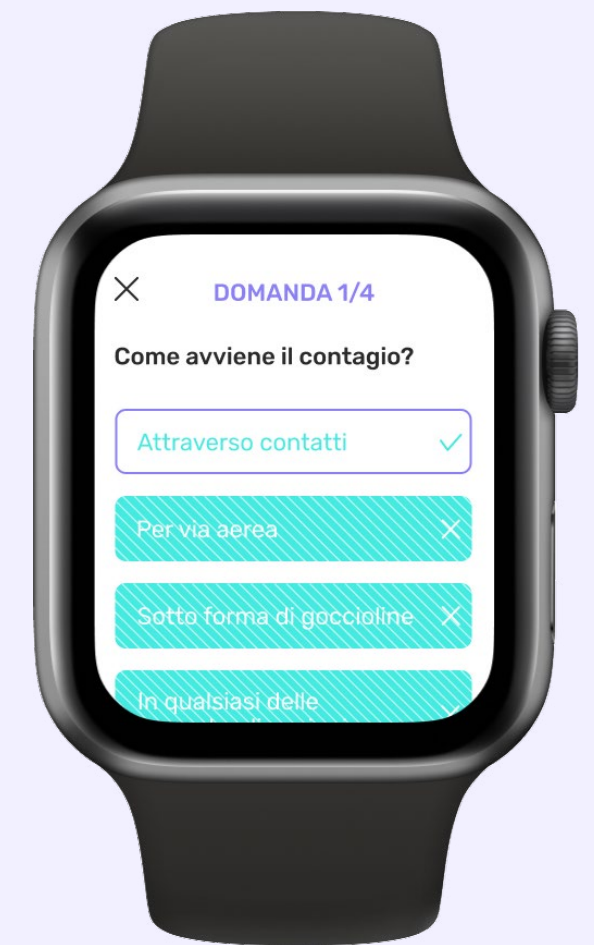 DOMANDA 1/4
Come avviene il contagio?
Attraverso contatti
Per via aerea
Sotto forma di goccioline
In qualsiasi delle